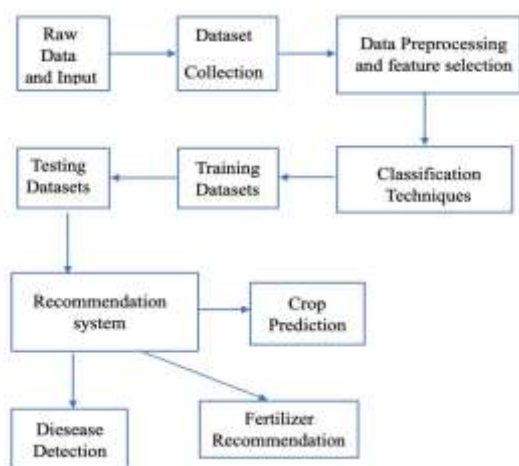 Raw
Data
and Input
Dataset
Collection
Data Preprocessing
and feature selection
Testing
Datasets
Training
Datasets
Classification
Techniques
Recommendation
system
Crop
Prediction
Diesease
Detection
Fertilizer
Recommendation